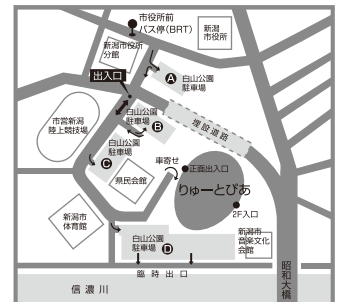 市役所前
バス停(BRT)
新潟
市役所
新潟市役所
分館
出入口
A
白山公園
駐車場
白山公園
駐車場
B
埋設道路
市営新潟
陸上競技場
白山公園
駐車場
C
車寄せ
正面出入口
県民会館
りゅーとぴあ
2F入口
新潟市
体育館
白山公園
駐車場
D
新潟市
音楽文化
会館
臨時出口
信濃川
昭和大橋